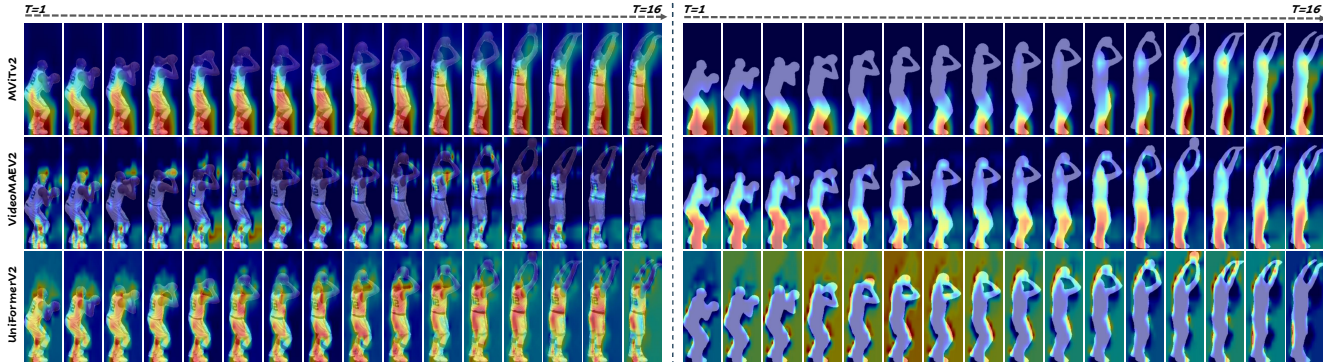 T=1 T=16 T=1 T=16
MViTv2
VideoMAEV2
UniFormerV2